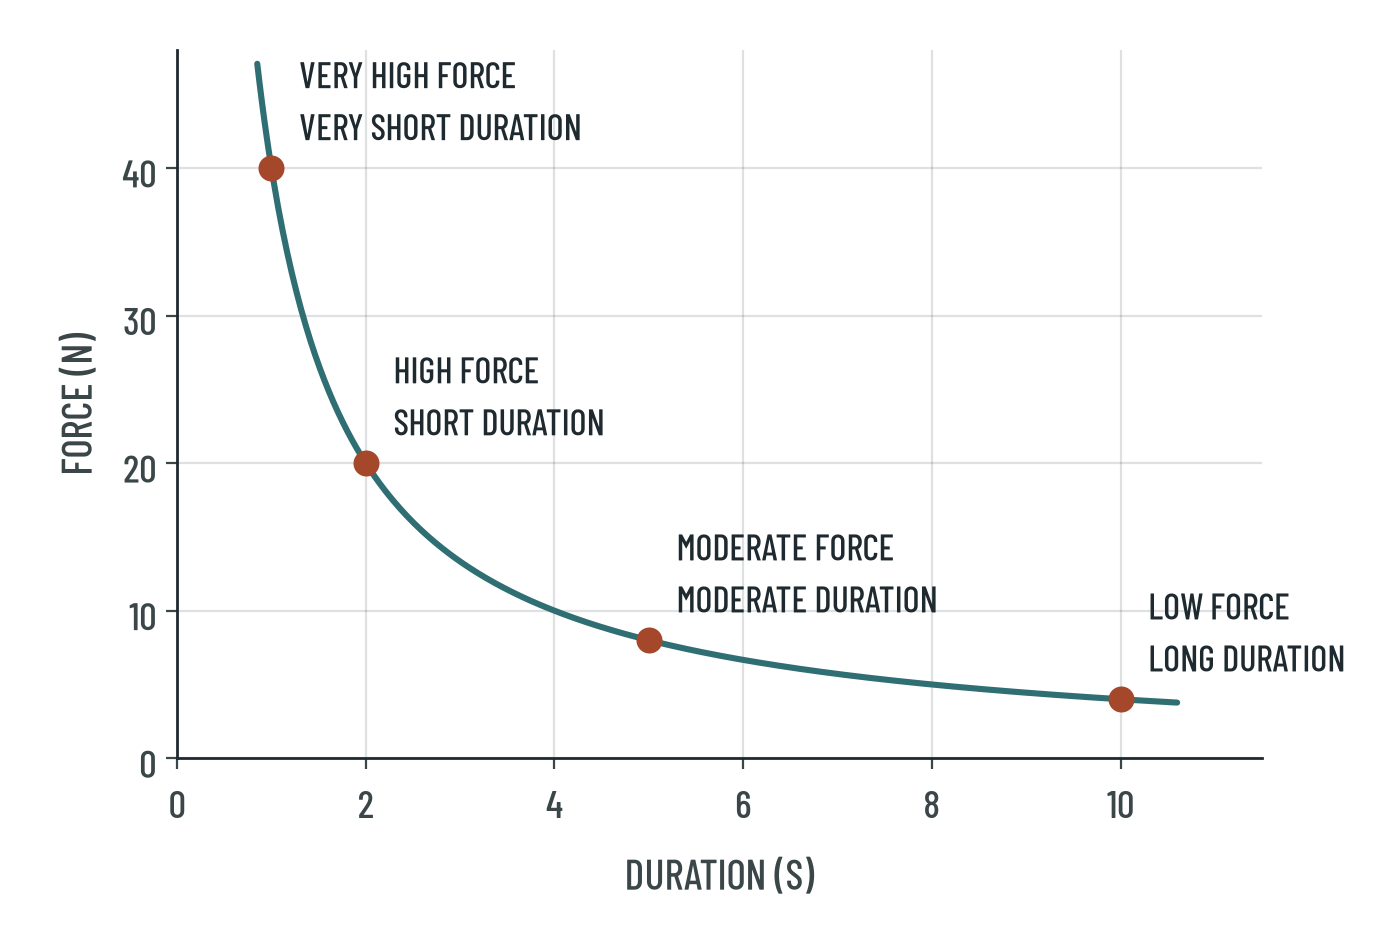 VERY HIGH FORCE
VERY SHORT DURATION
40
30
HIGH FORCE
SHORT DURATION
20
MODERATE FORCE
MODERATE DURATION
LOW FORCE
LONG DURATION
10
0
FORCE (N)
0 2 4 6 8 10
DURATION (S)